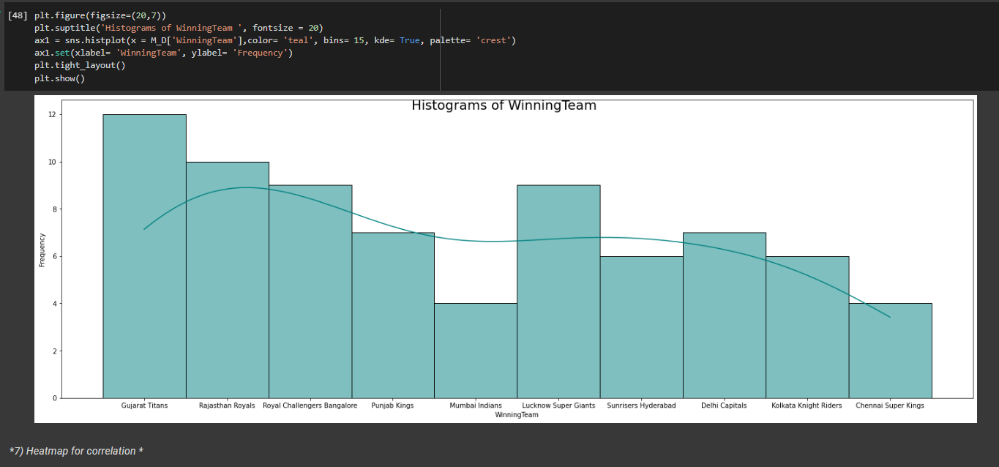 [48] plt.figure(figsize=(20,7))
plt.suptitle('Histograms of WinningTeam ', fontsize = 20)
ax1 = sns.histplot(x = M_D['WinningTeam'],color= 'teal', bins= 15, kde= True, palette= 'crest')
ax1.set(xlabel= 'WinningTeam', ylabel= 'Frequency')
plt.tight_layout()
plt.show()
Histograms of WinningTeam
12
10
8
6
4
2
0
Frequency
Gujarat Titans Rajasthan Royals Royal Challengers Bangalore Punjab Kings Mumbai Indians Lucknow Super Giants Sunrisers Hyderabad Delhi Capitals Kolkata Knight Riders Chennai Super Kings
WinningTeam
*7) Heatmap for correlation *